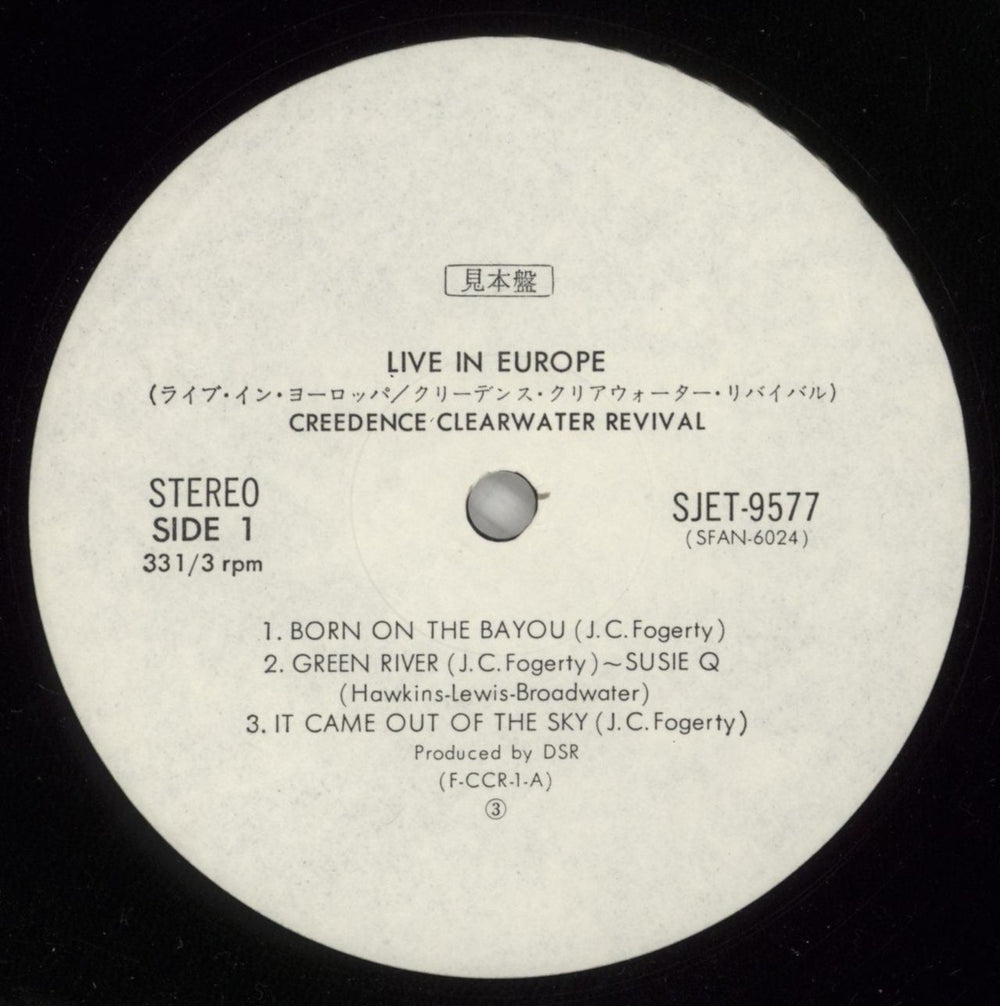 見本盤
LIVE IN EUROPE
(ライブ・イン・ヨーロッパ/クリーデンス・クリアウォーター・リバイバル)
CREEDENCE CLEARWATER REVIVAL
STEREO
SIDE 1
331/3 rpm
SJET-9577
(SFAN-6024)
1. BORN ON THE BAYOU (J.C.Fogerty)
2. GREEN RIVER (J.C.Fogerty)~SUSIE Q
(Hawkins-Lewis-Broadwater)
3. IT CAME OUT OF THE SKY (J.C.Fogerty)
Produced by DSR
(F-CCR-1-A)
③